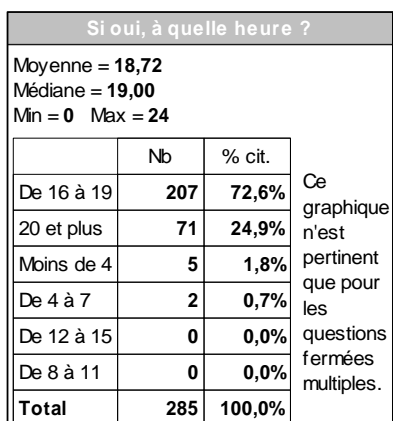 Si oui, à quelle heure ?
Moyenne = 18,72
Médiane = 19,00
Min = 0 Max = 24
Nb % cit.
De 16 à 19 207 72,6%
20 et plus 71 24,9%
Moins de 4 5 1,8%
De 4 à 7 2 0,7%
De 12 à 15 0 0,0%
De 8 à 11 0 0,0%
Total 285 100,0%
Ce
graphique
n'est
pertinent
que pour
les
questions
fermées
multiples.